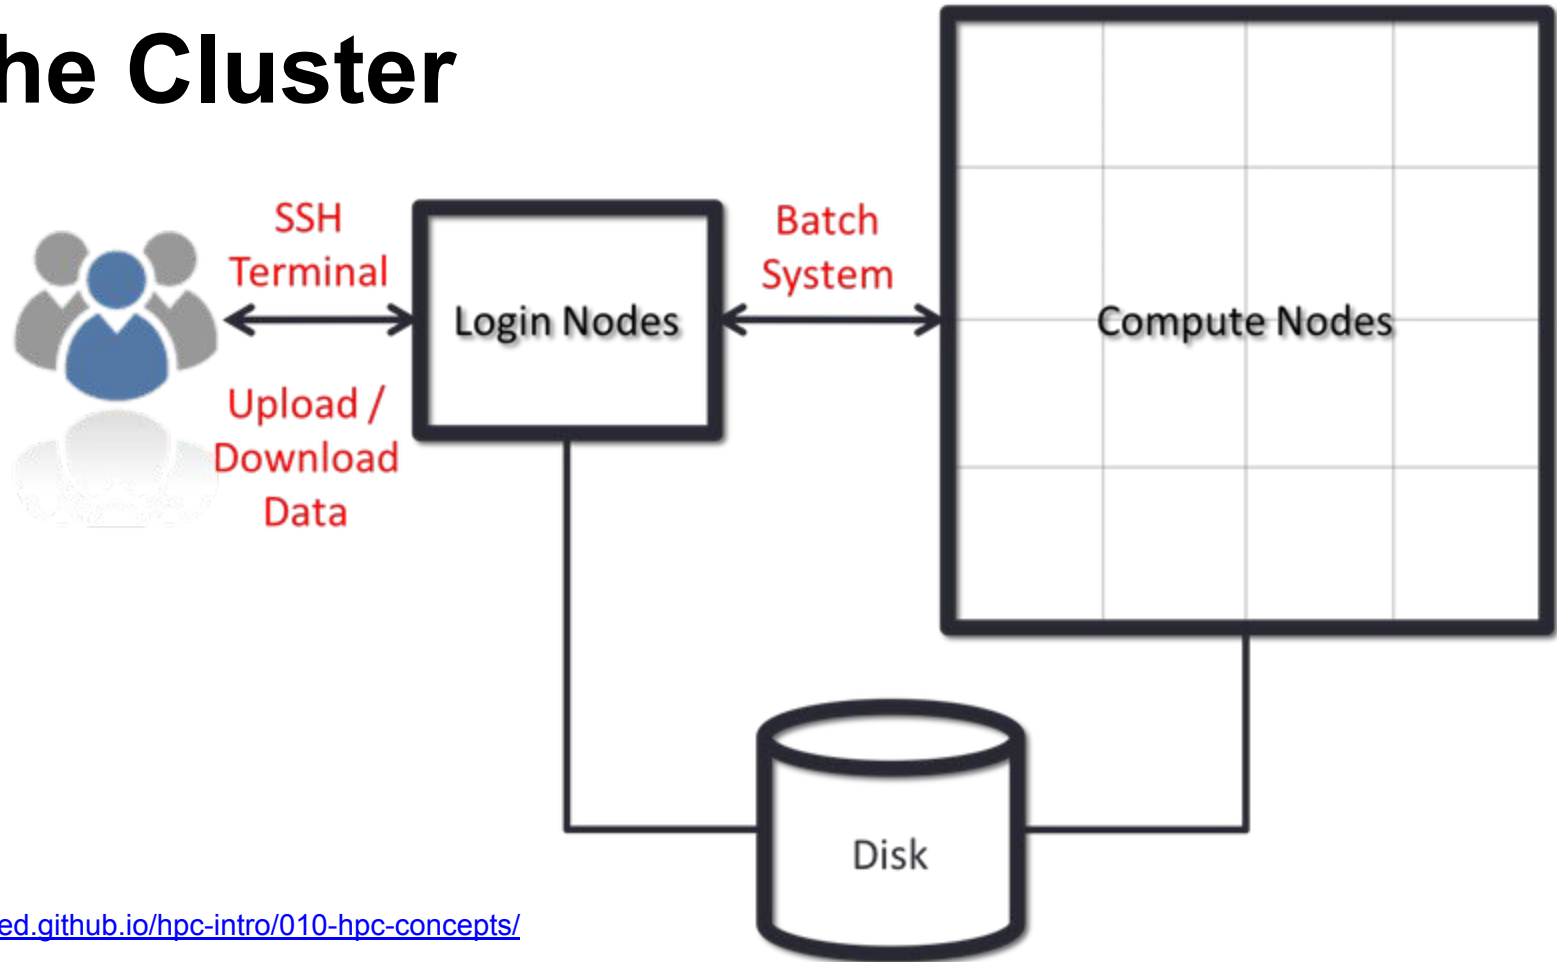 he Cluster
SSH
Terminal
Upload /
Download
Data
Login Nodes
Batch
System
Compute Nodes
Disk
ed.github.io/hpc-intro/010-hpc-concepts/